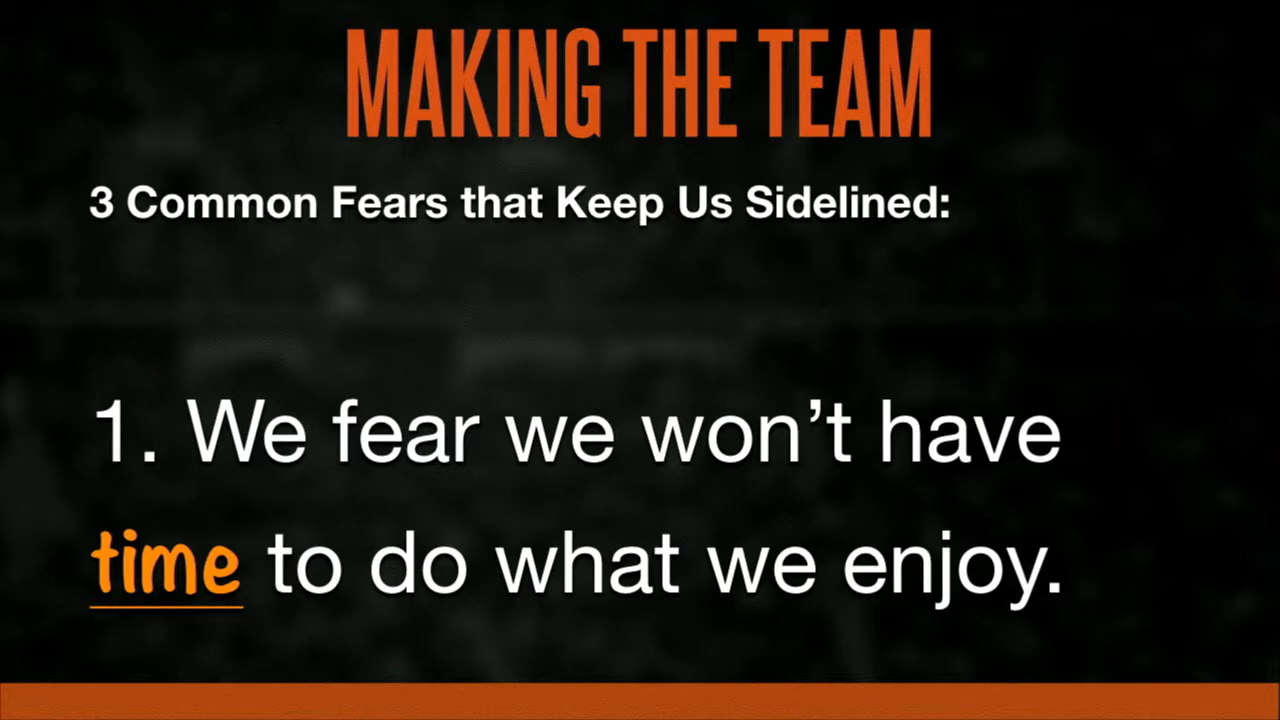 MAKING THE TEAM
3 Common Fears that Keep Us Sidelined:
1. We fear we won’t have
time to do what we enjoy.